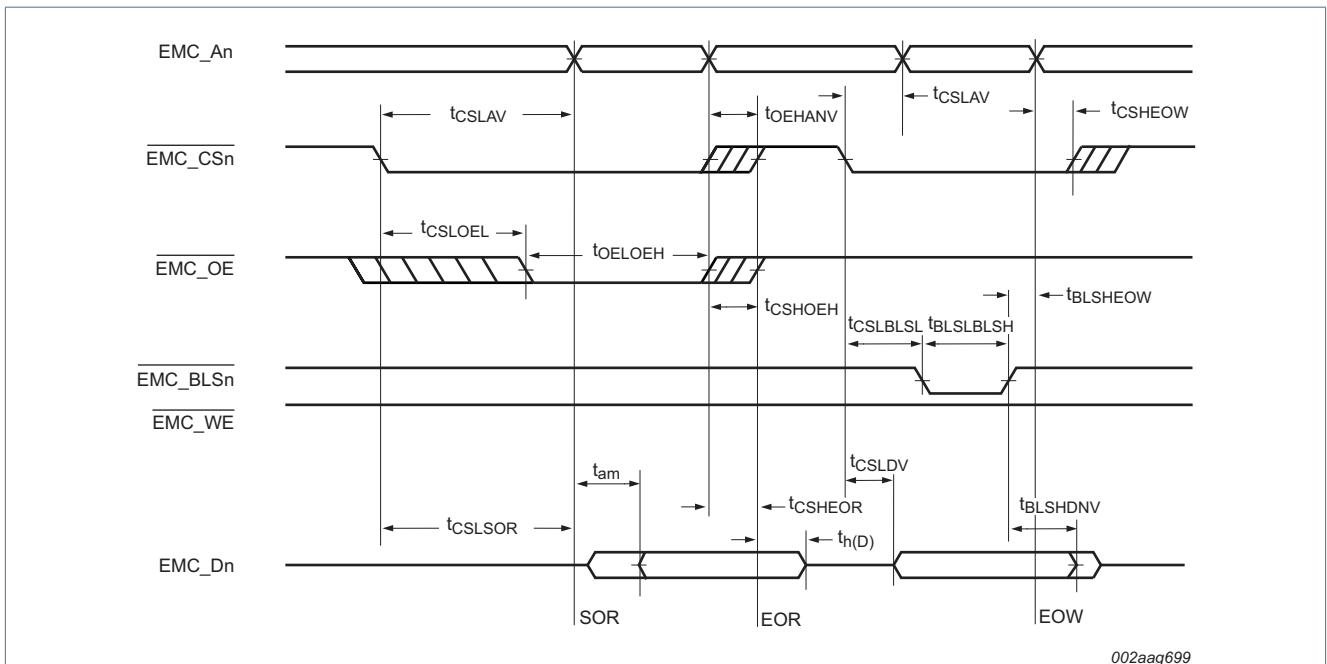 EMC_An
tCSLAV
tOEHANV
tCSLAV
tCSHEOW
EMC_CSn
tCSLOEL
tOELOEH
EMC_OE
tCSHOEH
tBLSHEOW
tCSLBLSL
tBLSLBLSH
EMC_BLSn
EMC_WE
tam
tCSLDV
tCSLSOR
tCSHEOR
tBLSHDNV
th(D)
EMC_Dn
SOR
EOR
EOW
002aag699